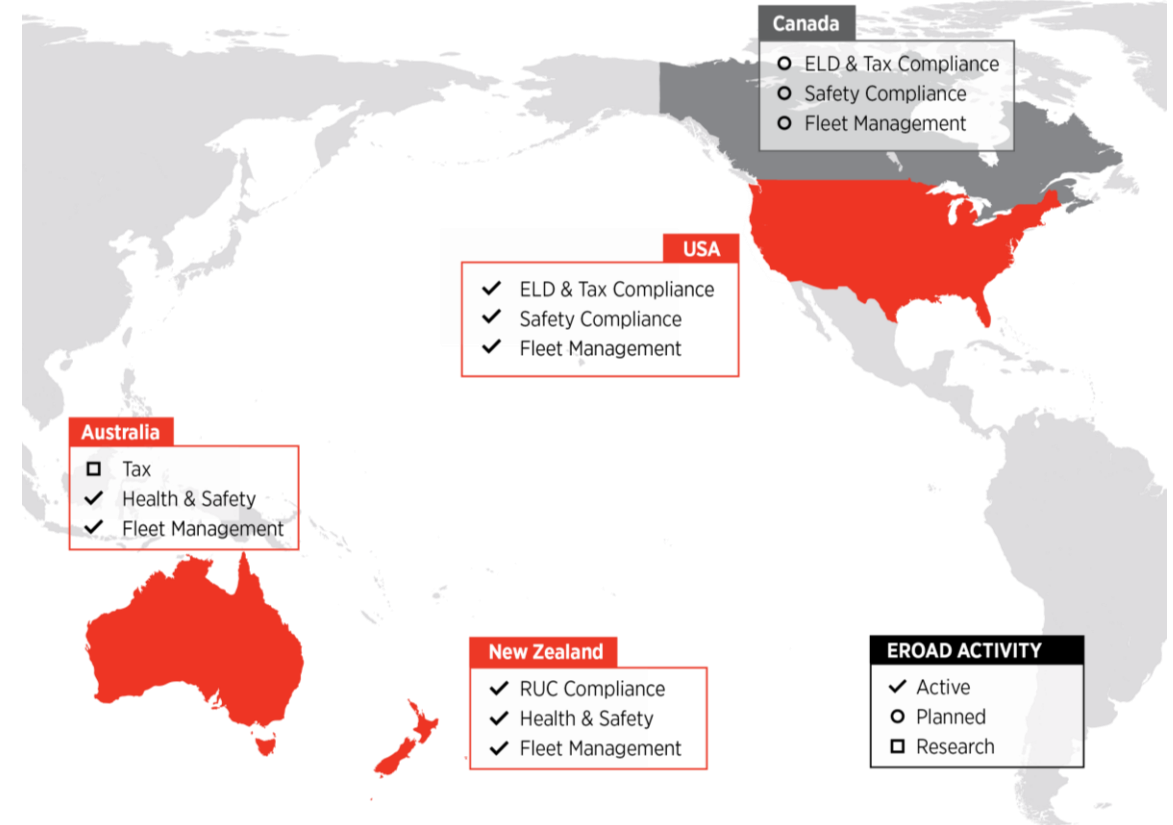 Canada
ELD & Tax Compliance
Safety Compliance
Fleet Management
USA
ELD & Tax Compliance
Safety Compliance
Fleet Management
Australia
Tax
Health & Safety
Fleet Management
New Zealand
RUC Compliance
Health & Safety
Fleet Management
EROAD ACTIVITY
Active
Planned
Research